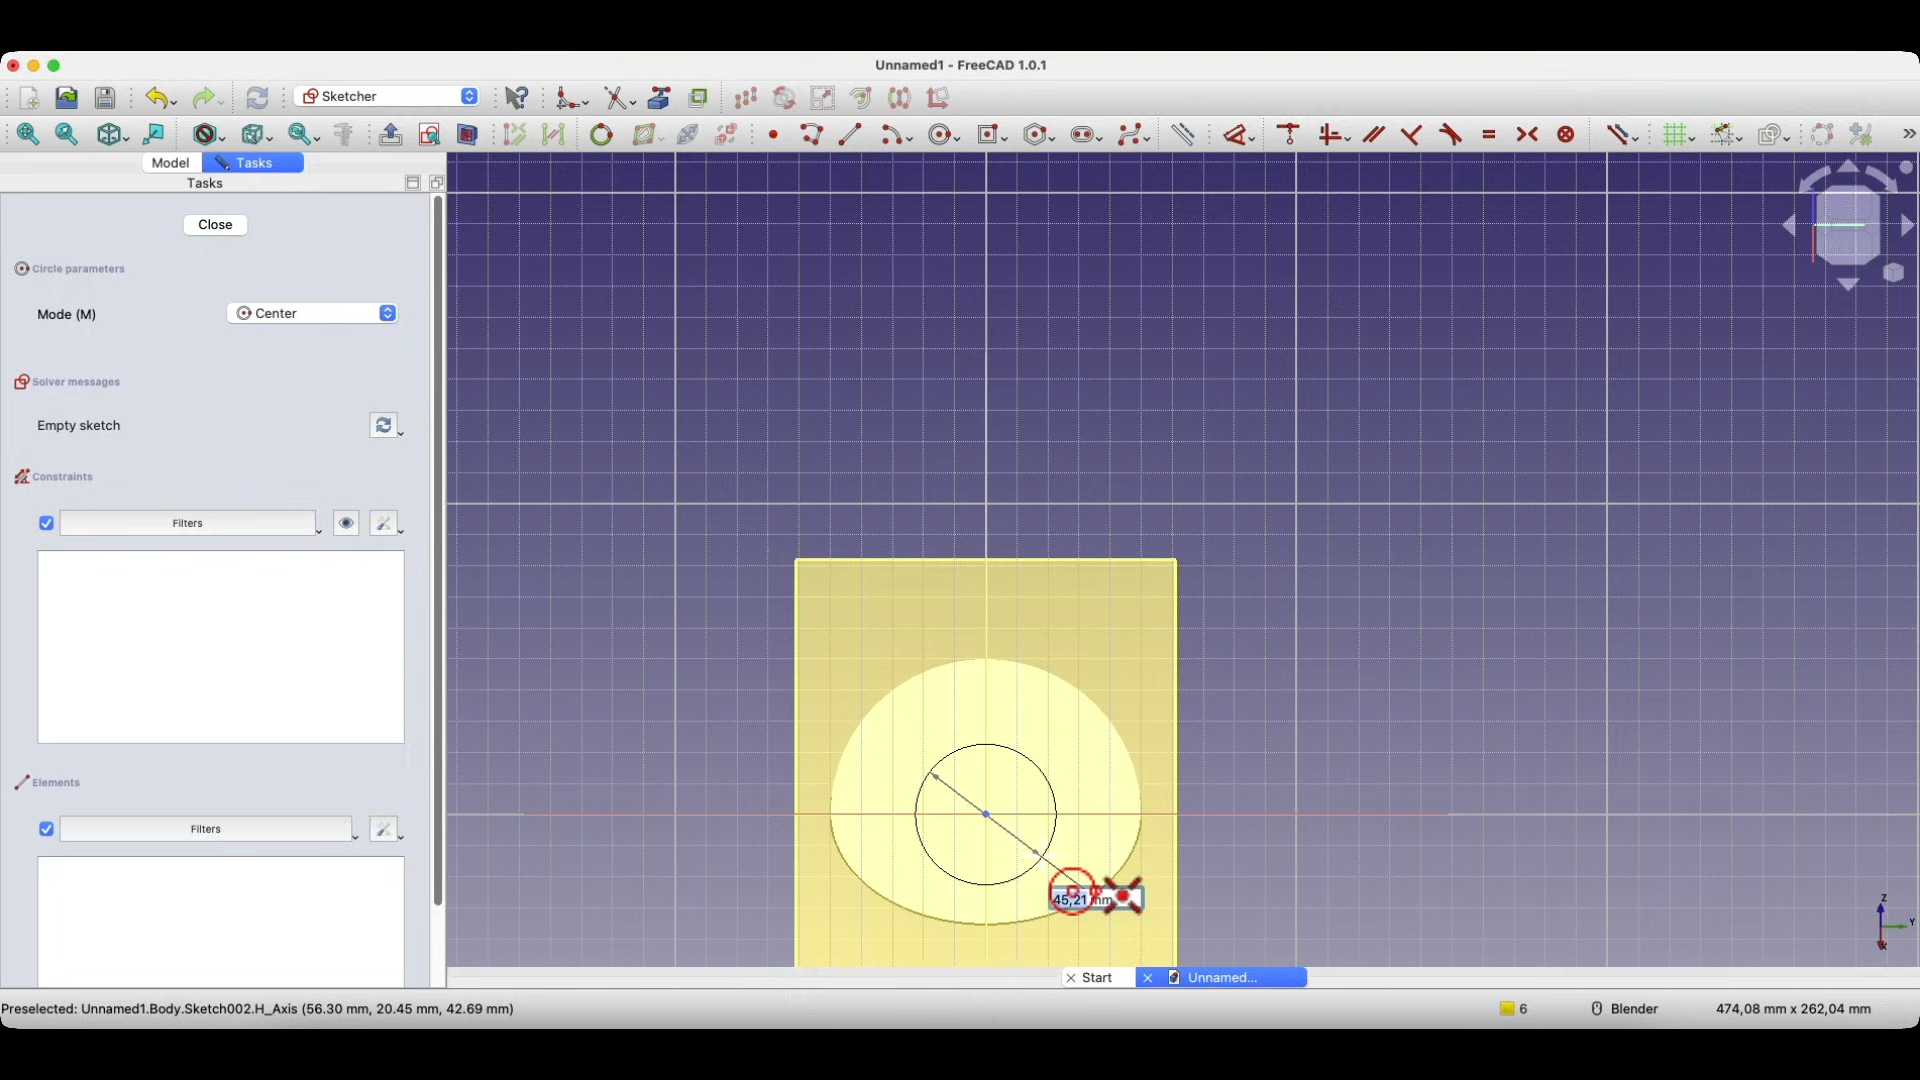 Unnamed1 - FreeCAD 1.0.1
Sketcher
Model
Tasks
Tasks
Close
Circle parameters
Mode (M)
Center
Solver messages
Empty sketch
Constraints
Filters
Elements
Filters
45,21 mm
Z
Y
X
Start
Unnamed...
Preselected: Unnamed1.Body.Sketch002.H_Axis (56.30 mm, 20.45 mm, 42.69 mm)
6
Blender
474,08 mm x 262,04 mm